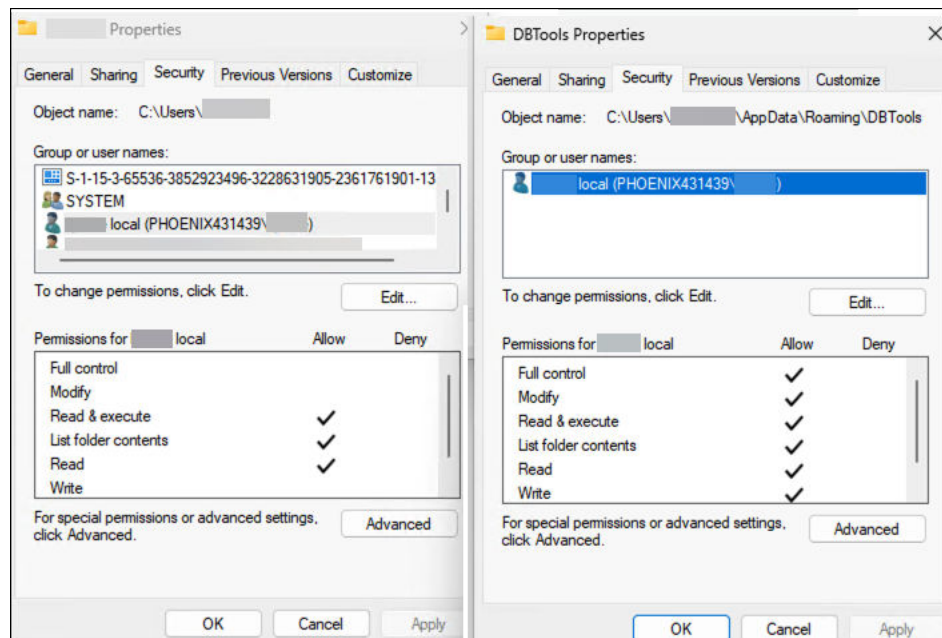 Properties
General Sharing Security Previous Versions Customize
Object name: C:\Users\
Group or user names:
S-1-15-3-65536-3852923496-3228631905-2361761901-13
SYSTEM
local (PHOENIX431439\ )
To change permissions, click Edit.
Edit...
Permissions for local Allow Deny
Full control
Modify
Read & execute
List folder contents
Read
Write
For special permissions or advanced settings,
click Advanced.
Advanced
OK Cancel Apply
DBTools Properties
General Sharing Security Previous Versions Customize
Object name: C:\Users\ \AppData\Roaming\DBTools
Group or user names:
local (PHOENIX431439\ )
To change permissions, click Edit.
Edit...
Permissions for local Allow Deny
Full control
Modify
Read & execute
List folder contents
Read
Write
For special permissions or advanced settings,
click Advanced.
Advanced
OK Cancel Apply